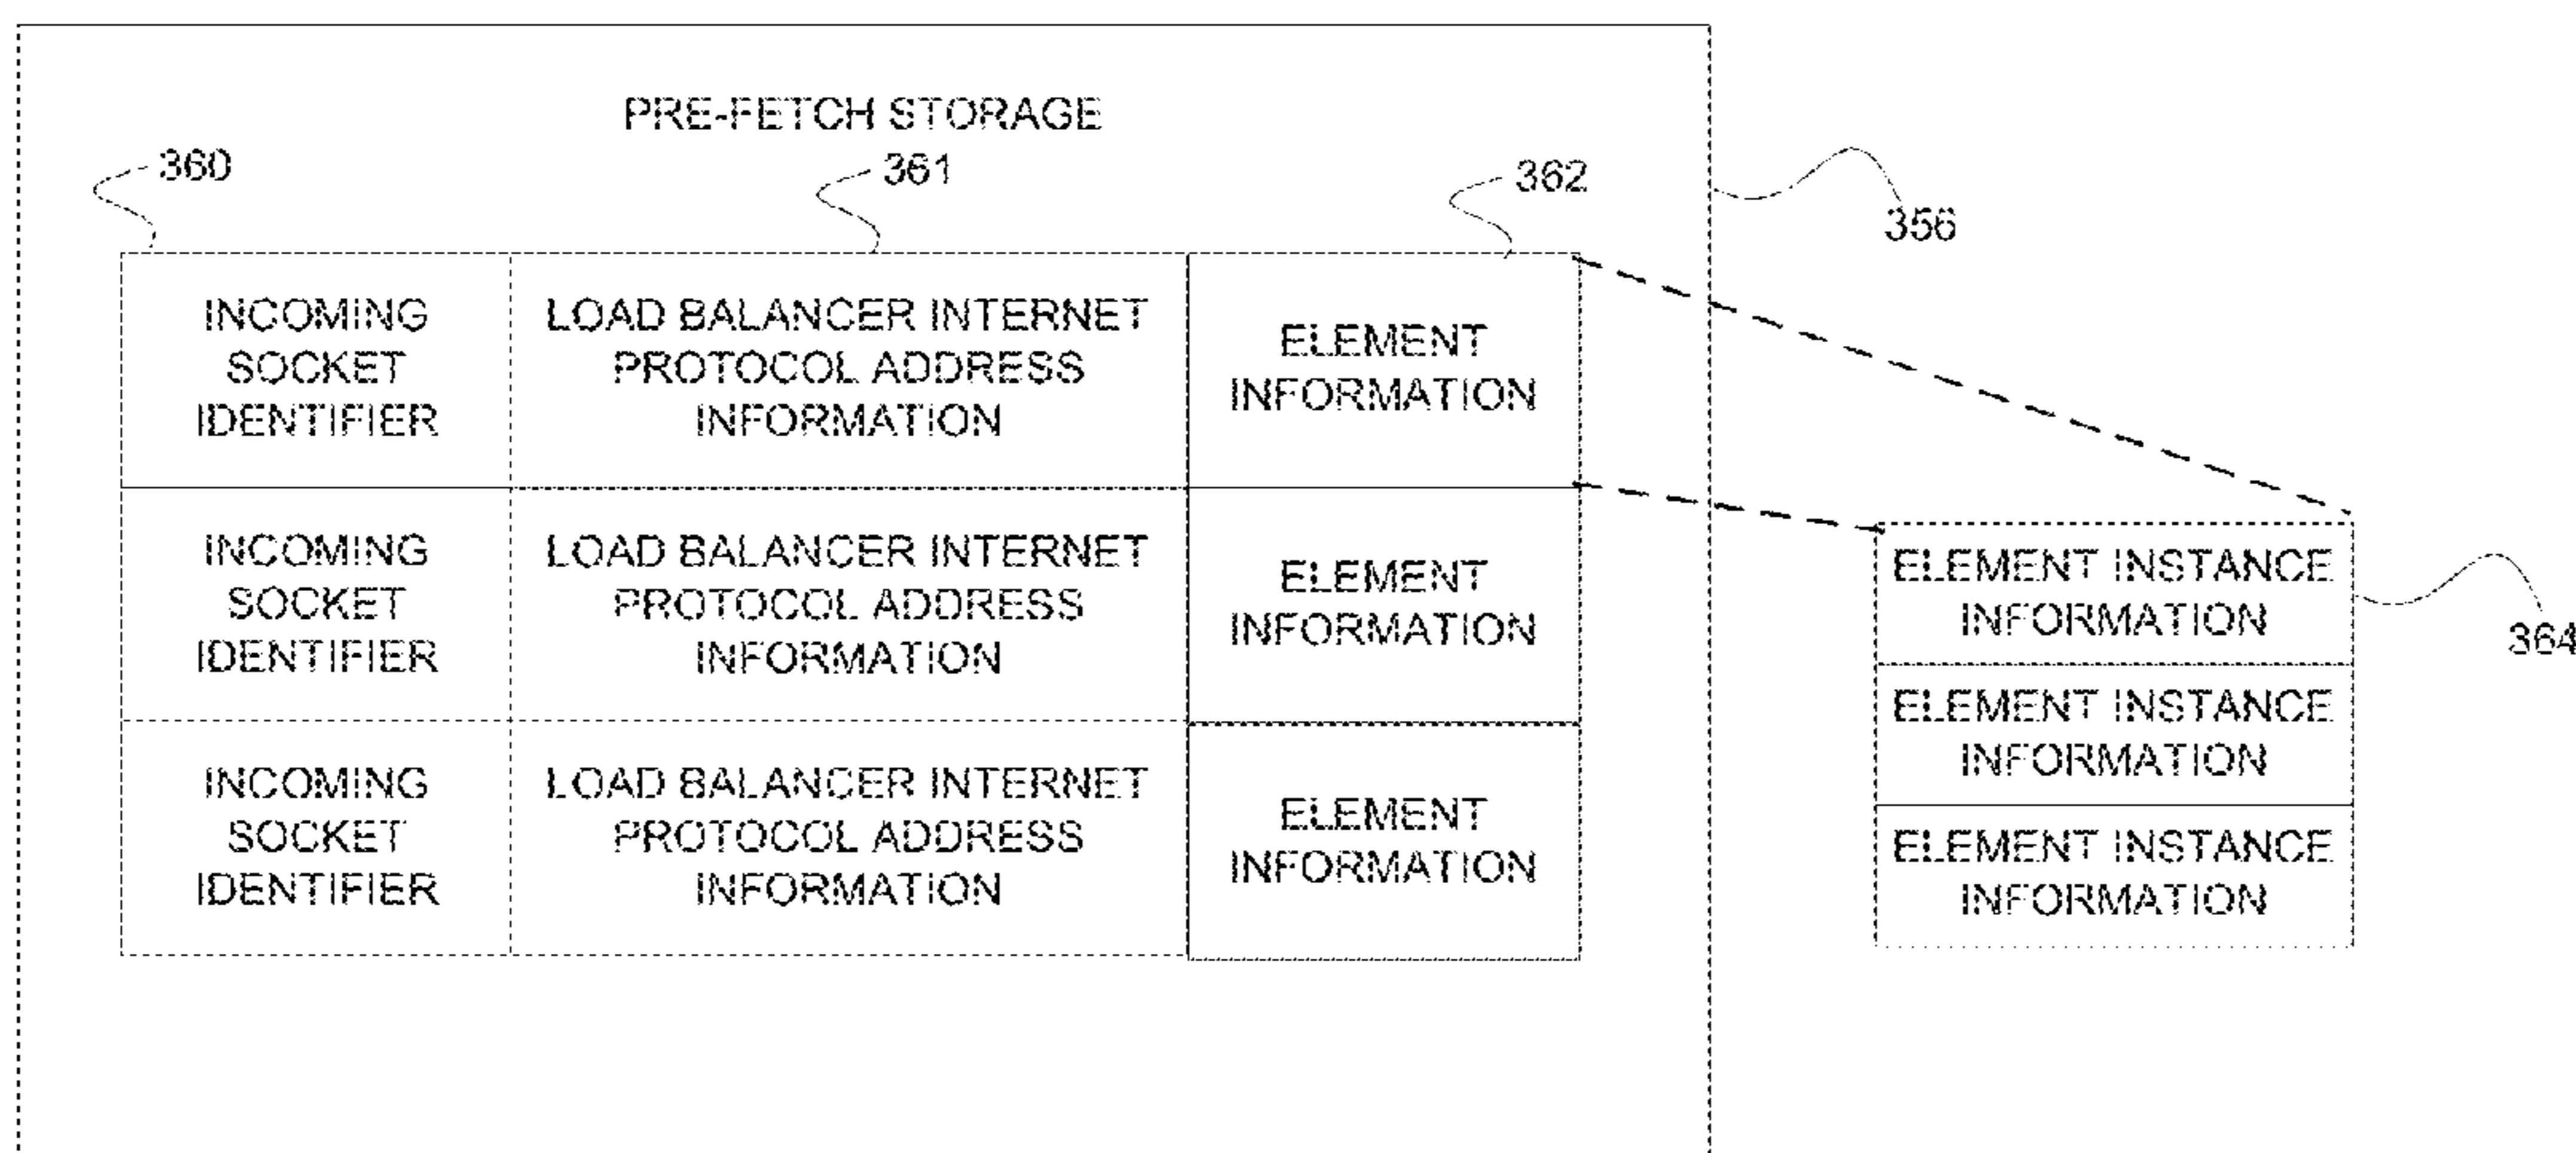 PRE-FETCH STORAGE
360
361
362
356
INCOMING
SOCKET
IDENTIFIER
LOAD BALANCER INTERNET
PROTOCOL ADDRESS
INFORMATION
ELEMENT
INFORMATION
INCOMING
SOCKET
IDENTIFIER
LOAD BALANCER INTERNET
PROTOCOL ADDRESS
INFORMATION
ELEMENT
INFORMATION
INCOMING
SOCKET
IDENTIFIER
LOAD BALANCER INTERNET
PROTOCOL ADDRESS
INFORMATION
ELEMENT
INFORMATION
ELEMENT INSTANCE
INFORMATION
364
ELEMENT INSTANCE
INFORMATION
ELEMENT INSTANCE
INFORMATION